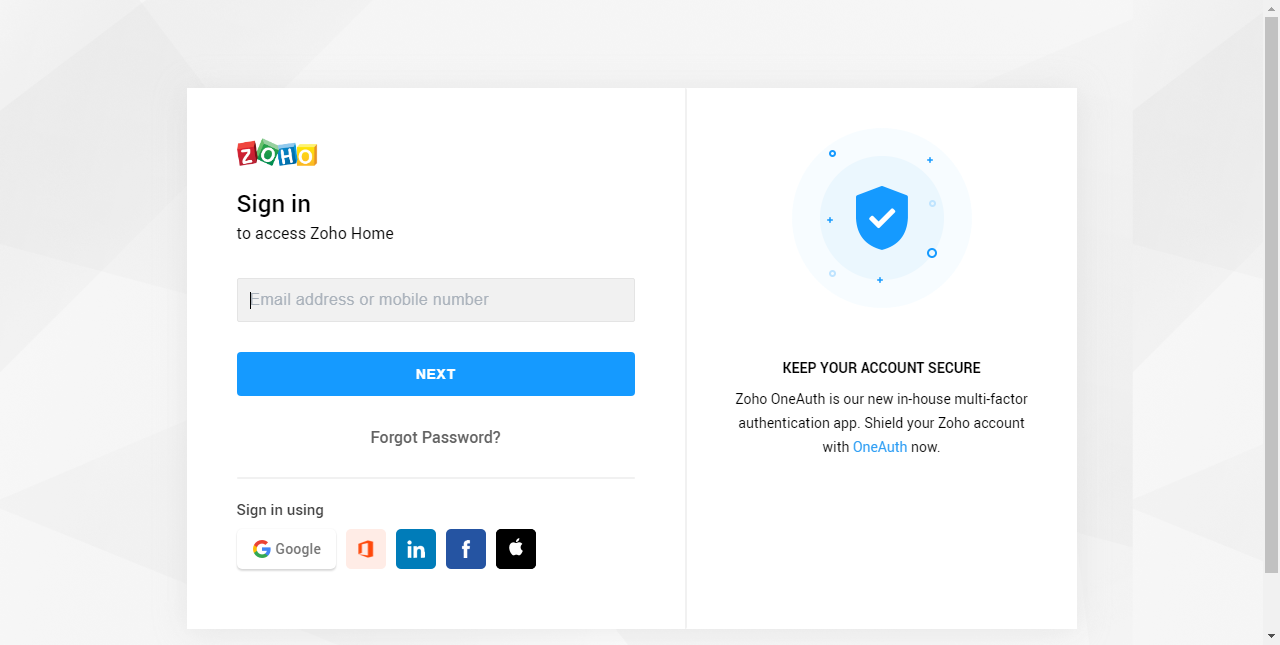 ZOHO
Sign in
to access Zoho Home
Email address or mobile number
NEXT
Forgot Password?
Sign in using
Google
in
f
KEEP YOUR ACCOUNT SECURE
Zoho OneAuth is our new in-house multi-factor
authentication app. Shield your Zoho account
with OneAuth now.